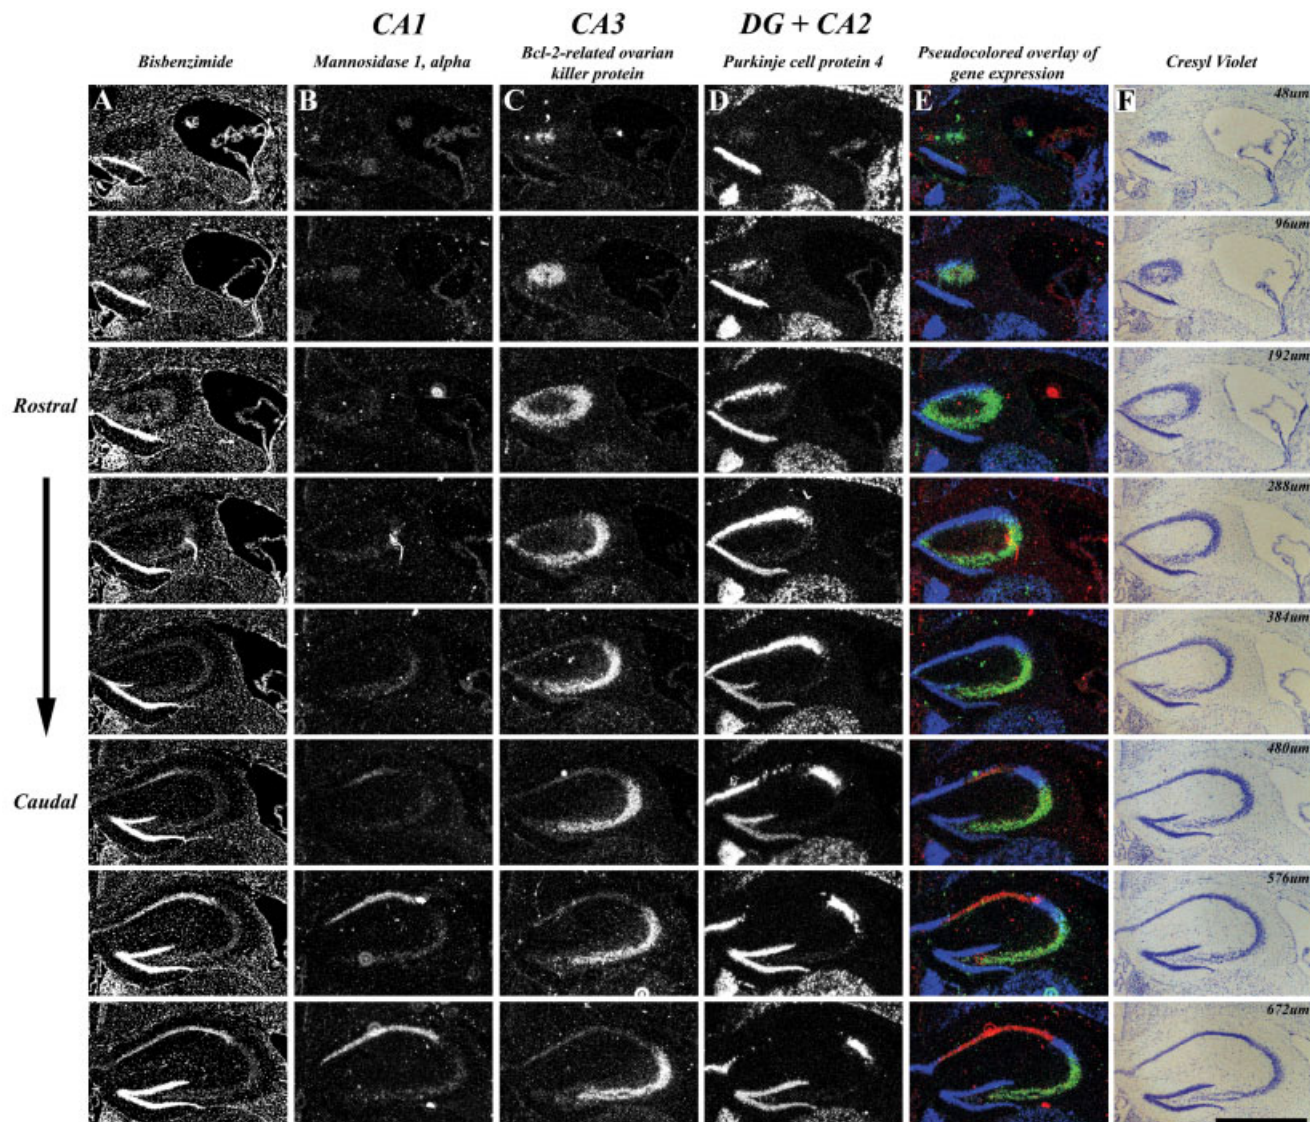 CA1 CA3 DG + CA2
Bisbenzimide Mannosidase 1, alpha Bcl-2-related ovarian killer protein Purkinje cell protein 4 Pseudocolored overlay of gene expression Cresyl Violet
A B C D E F 48um
96um
192um
Rostral
288um
384um
480um
Caudal
576um
672um